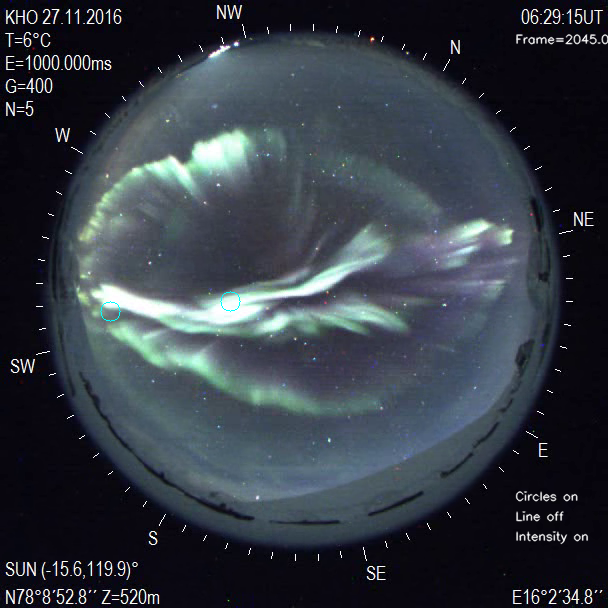 KHO 27.11.2016
T=6°C
E=1000.000ms
G=400
N=5
NW
06:29:15UT
Frame=2045.0
N
W
NE
SW
E
S
SE
Circles on
Line off
Intensity on
SUN (-15.6,119.9)°
N78°8´52.8´´ Z=520m
E16°2´34.8´´